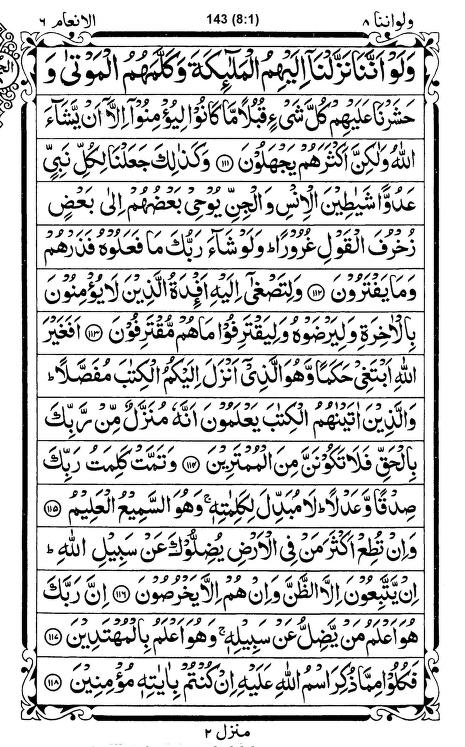 ولواننا ٨ 143 (8:1) الانعام ٦
وَلَوْ اَنَّنَا نَزَّلْنَاۤ اِلَيْهِمُ الْمَلٰٓئِكَةَ وَكَلَّمَهُمُ الْمَوْتٰى وَ
حَشَرْنَا عَلَيْهِمْ كُلَّ شَیْءٍ قُبُلًا مَّا كَانُوْا لِيُؤْمِنُوْۤا اِلَّاۤ اَنْ يَّشَآءَ
اللّٰهُ وَلٰكِنَّ اَكْثَرَهُمْ يَجْهَلُوْنَ ١١١ وَكَذٰلِكَ جَعَلْنَا لِكُلِّ نَبِيٍّ
عَدُوًّا شَيٰطِيْنَ الْاِنْسِ وَالْجِنِّ يُوْحِيْ بَعْضُهُمْ اِلٰى بَعْضٍ
زُخْرُفَ الْقَوْلِ غُرُوْرًا ؕ وَلَوْ شَآءَ رَبُّكَ مَا فَعَلُوْهُ فَذَرْهُمْ
وَمَا يَفْتَرُوْنَ ١١٢ وَلِتَصْغٰۤى اِلَيْهِ اَفْـِٕدَةُ الَّذِيْنَ لَا يُؤْمِنُوْنَ
بِالْاٰخِرَةِ وَلِيَرْضَوْهُ وَلِيَقْتَرِفُوْا مَا هُمْ مُّقْتَرِفُوْنَ ١١٣ اَفَغَيْرَ
اللّٰهِ اَبْتَغِيْ حَكَمًا وَّهُوَ الَّذِيْۤ اَنْزَلَ اِلَيْكُمُ الْكِتٰبَ مُفَصَّلًا ؕ
وَالَّذِيْنَ اٰتَيْنٰهُمُ الْكِتٰبَ يَعْلَمُوْنَ اَنَّهٗ مُنَزَّلٌ مِّنْ رَّبِّكَ
بِالْحَقِّ فَلَا تَكُوْنَنَّ مِنَ الْمُمْتَرِيْنَ ١١٤ وَتَمَّتْ كَلِمَتُ رَبِّكَ
صِدْقًا وَّعَدْلًا ؕ لَا مُبَدِّلَ لِكَلِمٰتِهٖ ۚ وَهُوَ السَّمِيْعُ الْعَلِيْمُ ١١٥
وَاِنْ تُطِعْ اَكْثَرَ مَنْ فِی الْاَرْضِ يُضِلُّوْكَ عَنْ سَبِيْلِ اللّٰهِ ؕ
اِنْ يَّتَّبِعُوْنَ اِلَّا الظَّنَّ وَاِنْ هُمْ اِلَّا يَخْرُصُوْنَ ١١٦ اِنَّ رَبَّكَ
هُوَ اَعْلَمُ مَنْ يَّضِلُّ عَنْ سَبِيْلِهٖ ۚ وَهُوَ اَعْلَمُ بِالْمُهْتَدِيْنَ ١١٧
فَكُلُوْا مِمَّا ذُكِرَ اسْمُ اللّٰهِ عَلَيْهِ اِنْ كُنْتُمْ بِاٰيٰتِهٖ مُؤْمِنِيْنَ ١١٨
منزل ٢